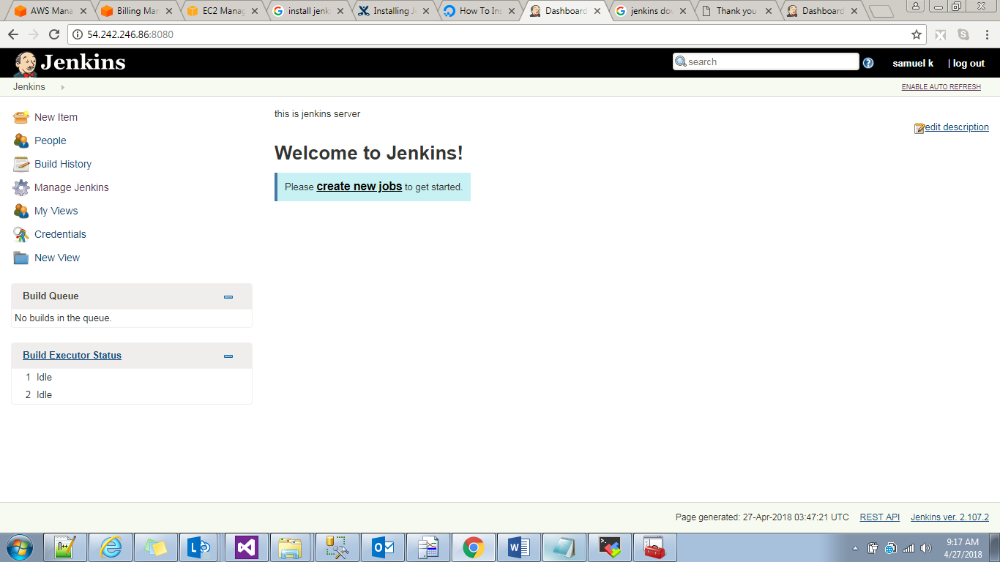 AWS Mana
Billing Mar
EC2 Manag
install jenk
Installing J
How To Ins
Dashboard
jenkins do
Thank you
Dashboard
54.242.246.86:8080
Jenkins
search
samuel k
| log out
Jenkins
ENABLE AUTO REFRESH
New Item
People
Build History
Manage Jenkins
My Views
Credentials
New View
this is jenkins server
edit description
Welcome to Jenkins!
Please create new jobs to get started.
Build Queue
No builds in the queue.
Build Executor Status
1 Idle
2 Idle
Page generated: 27-Apr-2018 03:47:21 UTC
REST API
Jenkins ver. 2.107.2
9:17 AM
4/27/2018